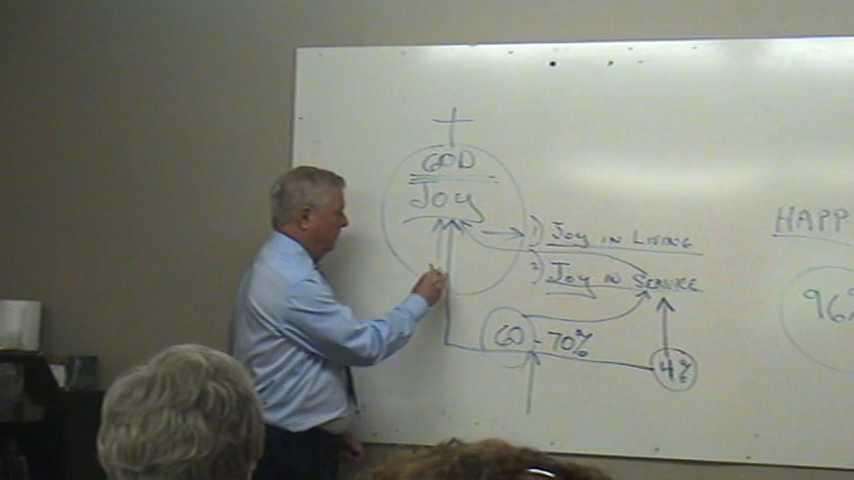 GOD
Joy
1) Joy in Living
2) Joy in Service
60 - 70%
4%
HAPP
96%